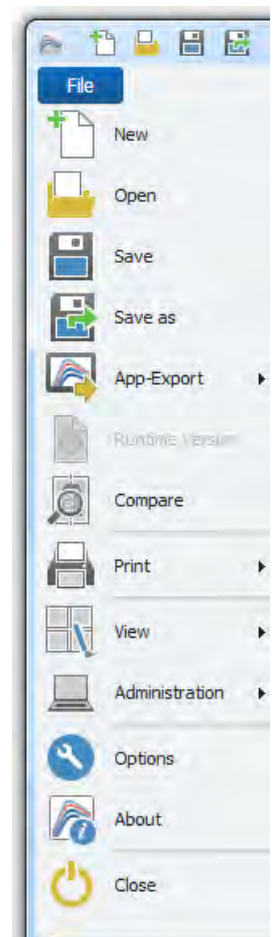 File
New
Open
Save
Save as
App-Export
Runtime Version
Compare
Print
View
Administration
Options
About
Close